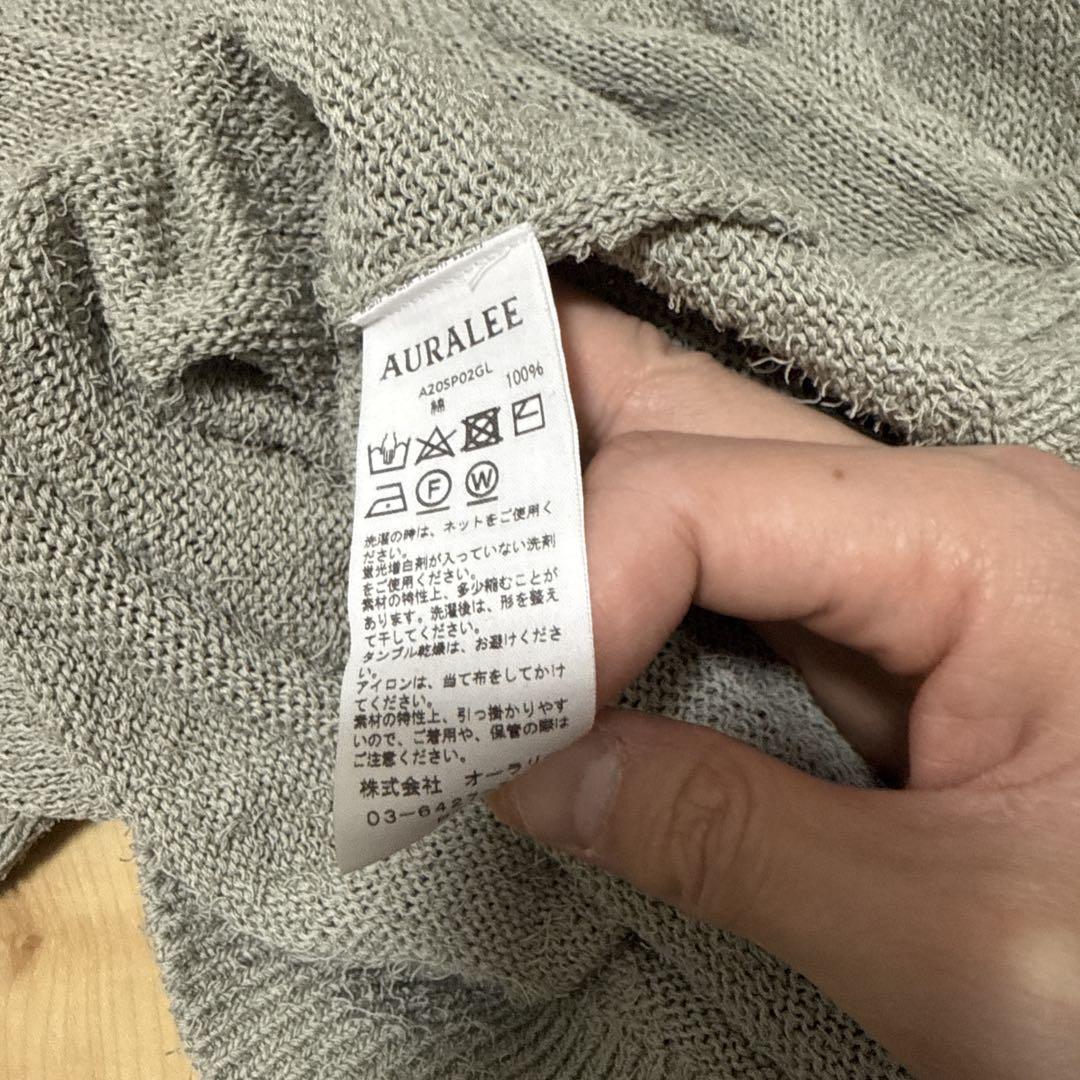 AURALEE
A20SP02GL
綿 100%
F W
洗濯の時は、ネットをご使用く
ださい。
蛍光増白剤が入っていない洗剤
をご使用ください。
素材の特性上、多少縮むことが
あります。洗濯後は、形を整え
て干してください。
タンブル乾燥は、お避けくださ
い。
アイロンは、当て布をしてかけ
てください。
素材の特性上、引っ掛かりやす
いので、ご着用や、保管の際は
ご注意ください。
株式会社 オーラリ
03-6427